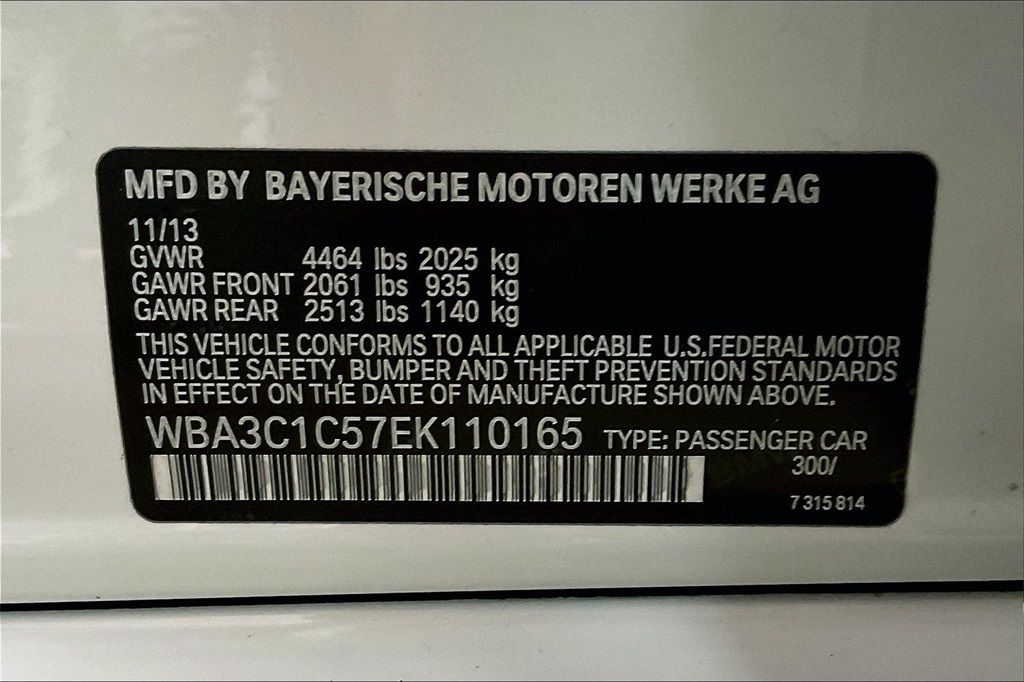 MFD BY BAYERISCHE MOTOREN WERKE AG
11/13
GVWR 4464 lbs 2025 kg
GAWR FRONT 2061 lbs 935 kg
GAWR REAR 2513 lbs 1140 kg
THIS VEHICLE CONFORMS TO ALL APPLICABLE U.S.FEDERAL MOTOR
VEHICLE SAFETY, BUMPER AND THEFT PREVENTION STANDARDS
IN EFFECT ON THE DATE OF MANUFACTURE SHOWN ABOVE.
WBA3C1C57EK110165 TYPE: PASSENGER CAR
300/
7 315 814